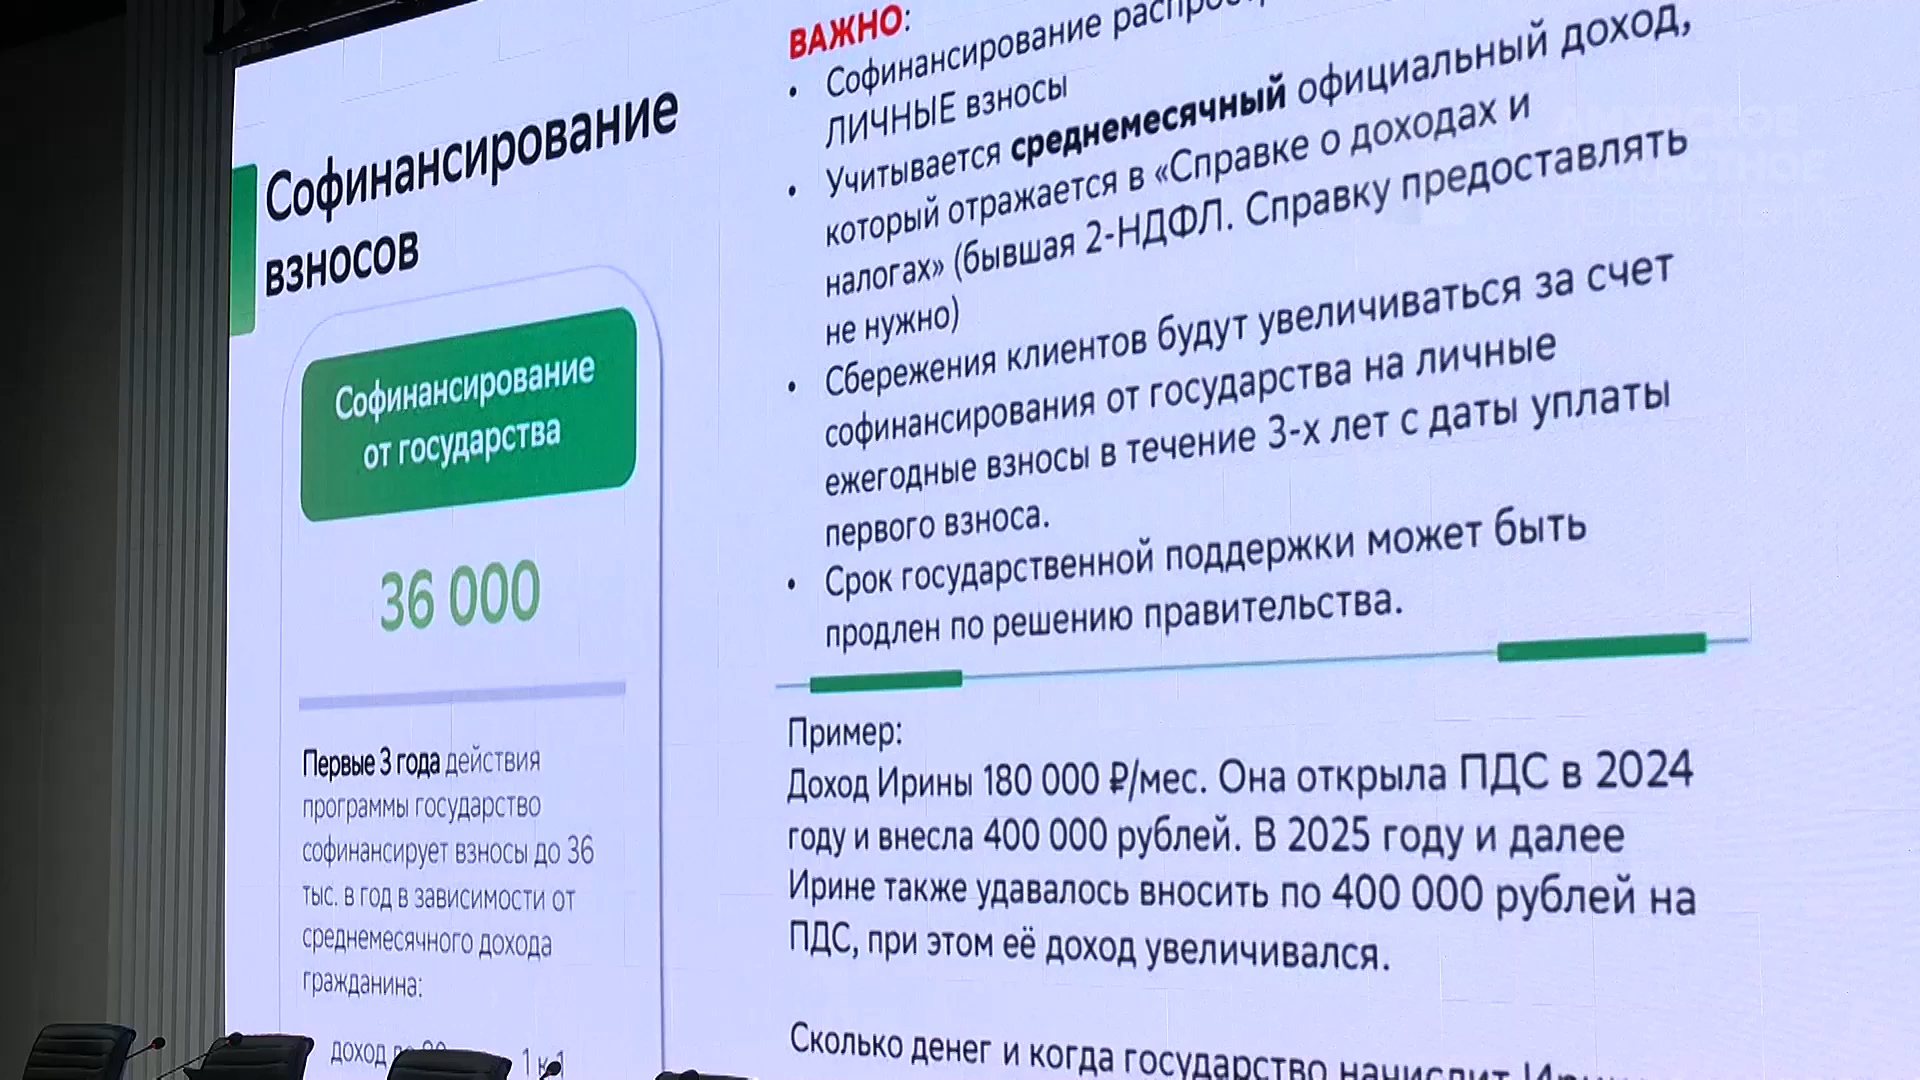 Софинансирование
взносов
Софинансирование
от государства
36 000
Первые 3 года действия
программы государство
софинансирует взносы до 36
тыс. в год в зависимости от
среднемесячного дохода
гражданина:
доход
ВАЖНО:
• Софинансирование
ЛИЧНЫЕ взносы
• Учитывается среднемесячный официальный доход,
который отражается в «Справке о доходах и
налогах» (бывшая 2-НДФЛ. Справку предоставлять
не нужно)
• Сбережения клиентов будут увеличиваться за счет
софинансирования от государства на личные
ежегодные взносы в течение 3-х лет с даты уплаты
первого взноса.
• Срок государственной поддержки может быть
продлен по решению правительства.
Пример:
Доход Ирины 180 000 ₽/мес. Она открыла ПДС в 2024
году и внесла 400 000 рублей. В 2025 году и далее
Ирине также удавалось вносить по 400 000 рублей на
ПДС, при этом её доход увеличивался.
Сколько денег и когда государство начислит